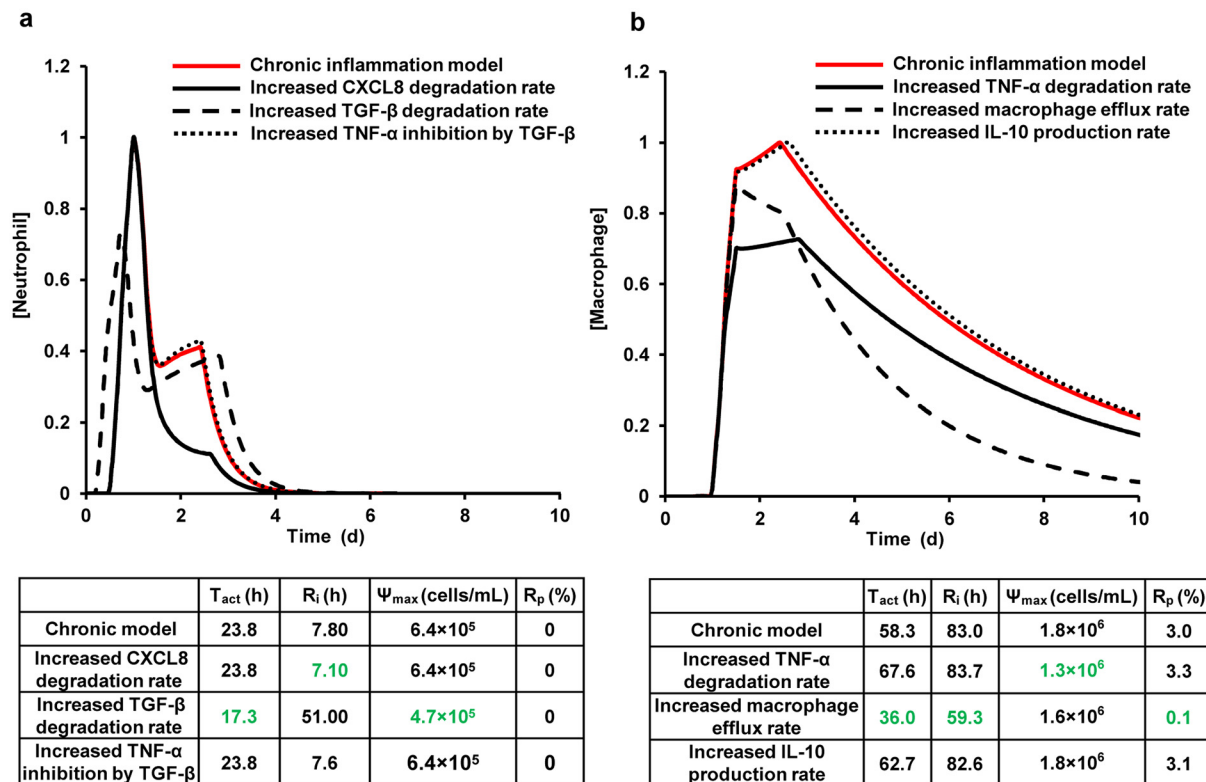 a
Chronic inflammation model
Increased CXCL8 degradation rate
Increased TGF-β degradation rate
Increased TNF-α inhibition by TGF-β
1.2
1
0.8
0.6
0.4
0.2
0
[Neutrophil]
0 2 4 6 8 10
Time (d)
b
Chronic inflammation model
Increased TNF-α degradation rate
Increased macrophage efflux rate
Increased IL-10 production rate
1.2
1
0.8
0.6
0.4
0.2
0
[Macrophage]
0 2 4 6 8 10
Time (d)
Tact (h) Ri (h) Ψmax (cells/mL) Rp (%)
Chronic model 23.8 7.80 6.4×10⁵ 0
Increased CXCL8
degradation rate 23.8 7.10 6.4×10⁵ 0
Increased TGF-β
degradation rate 17.3 51.00 4.7×10⁵ 0
Increased TNF-α
inhibition by TGF-β 23.8 7.6 6.4×10⁵ 0
Tact (h) Ri (h) Ψmax (cells/mL) Rp (%)
Chronic model 58.3 83.0 1.8×10⁶ 3.0
Increased TNF-α
degradation rate 67.6 83.7 1.3×10⁶ 3.3
Increased macrophage
efflux rate 36.0 59.3 1.6×10⁶ 0.1
Increased IL-10
production rate 62.7 82.6 1.8×10⁶ 3.1